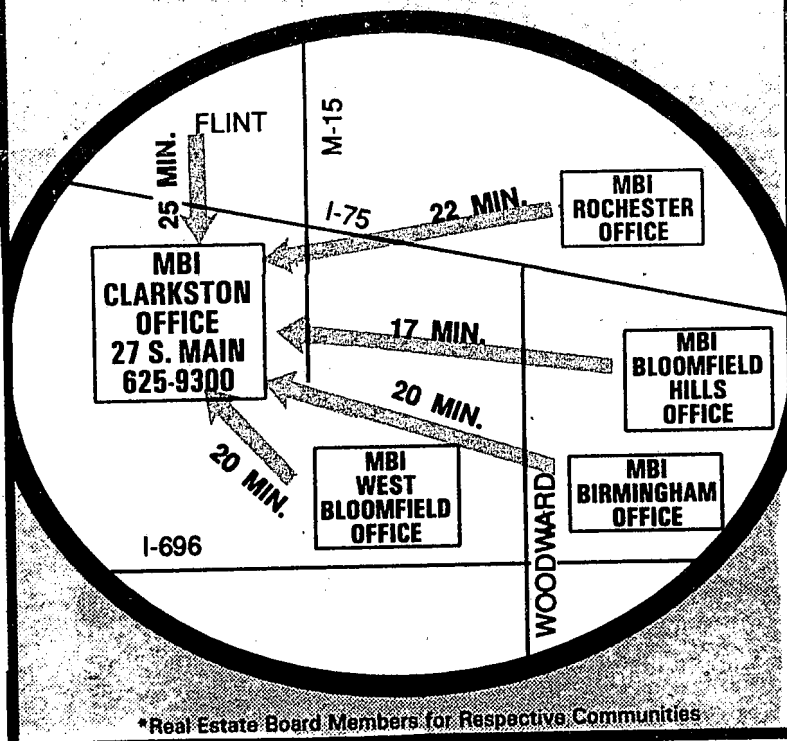 FLINT
M-15
25 MIN.
I-75
22 MIN.
MBI
ROCHESTER
OFFICE
MBI
CLARKSTON
OFFICE
27 S. MAIN
625-9300
17 MIN.
MBI
BLOOMFIELD
HILLS
OFFICE
20 MIN.
20 MIN.
MBI
WEST
BLOOMFIELD
OFFICE
MBI
BIRMINGHAM
OFFICE
I-696
WOODWARD
*Real Estate Board Members for Respective Communities